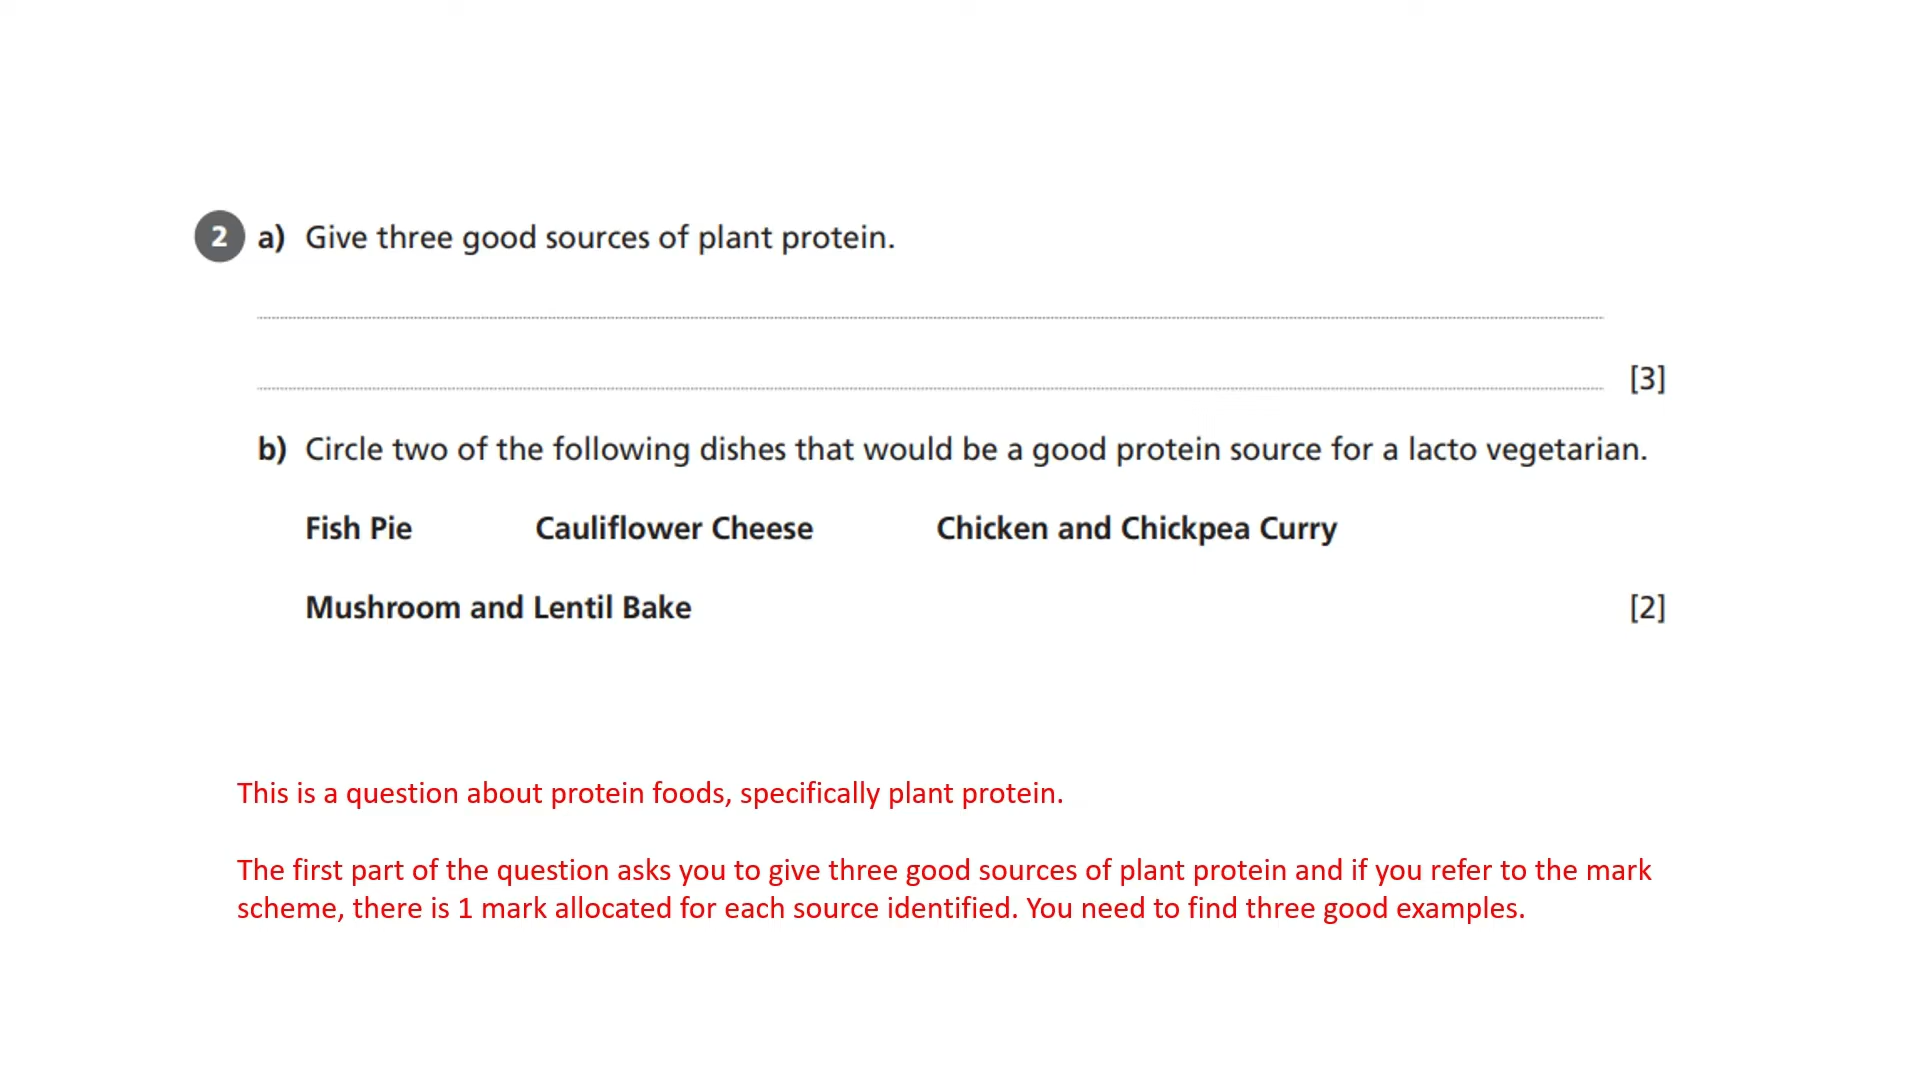 2 a) Give three good sources of plant protein.
[3]
b) Circle two of the following dishes that would be a good protein source for a lacto vegetarian.
Fish Pie Cauliflower Cheese Chicken and Chickpea Curry
Mushroom and Lentil Bake [2]
This is a question about protein foods, specifically plant protein.
The first part of the question asks you to give three good sources of plant protein and if you refer to the mark
scheme, there is 1 mark allocated for each source identified. You need to find three good examples.